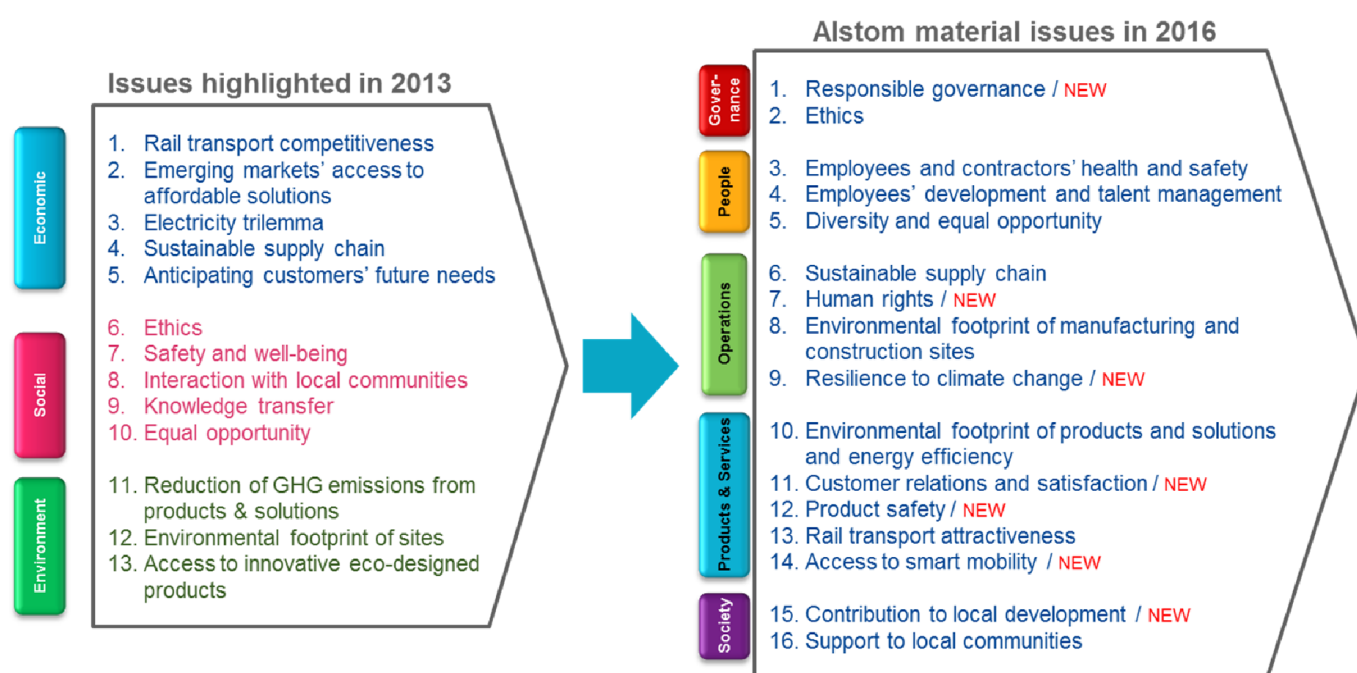 Issues highlighted in 2013
Economic
1. Rail transport competitiveness
2. Emerging markets' access to
affordable solutions
3. Electricity trilemma
4. Sustainable supply chain
5. Anticipating customers' future needs
Social
6. Ethics
7. Safety and well-being
8. Interaction with local communities
9. Knowledge transfer
10. Equal opportunity
Environment
11. Reduction of GHG emissions from
products & solutions
12. Environmental footprint of sites
13. Access to innovative eco-designed
products
Alstom material issues in 2016
Gover-
nance
1. Responsible governance / NEW
2. Ethics
People
3. Employees and contractors' health and safety
4. Employees' development and talent management
5. Diversity and equal opportunity
Operations
6. Sustainable supply chain
7. Human rights / NEW
8. Environmental footprint of manufacturing and
construction sites
9. Resilience to climate change / NEW
Products & Services
10. Environmental footprint of products and solutions
and energy efficiency
11. Customer relations and satisfaction / NEW
12. Product safety / NEW
13. Rail transport attractiveness
14. Access to smart mobility / NEW
Society
15. Contribution to local development / NEW
16. Support to local communities